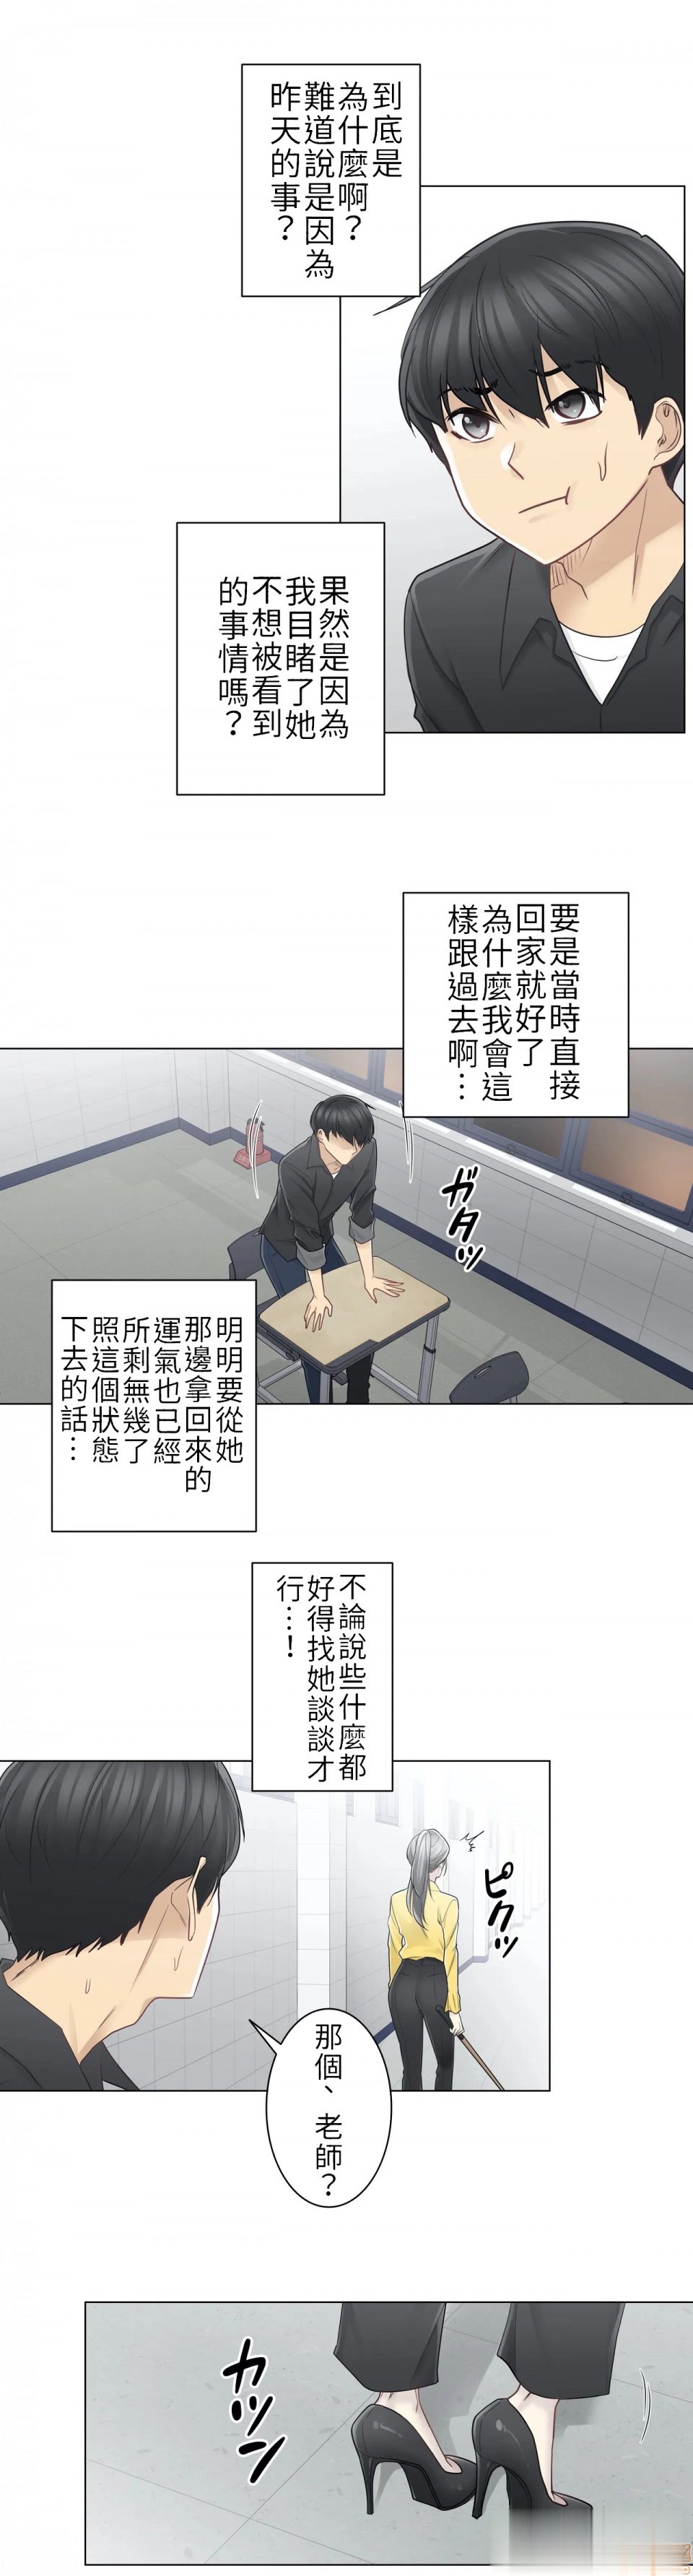 到底是
為什麼啊？
難道說是因為
昨天的事？
果然是因為
我目睹了她
不想被看到
的事情嗎？
要是當時直接
回家就好了
為什麼我會這
樣跟過去啊…
ガタッ
明明要從她
那邊拿回來的
運氣也已經
所剩無幾了
照這個狀態
下去的話…
不論說些什麼都
好得找她談談才
行…！
ピクッ
那個、老師？
カツン